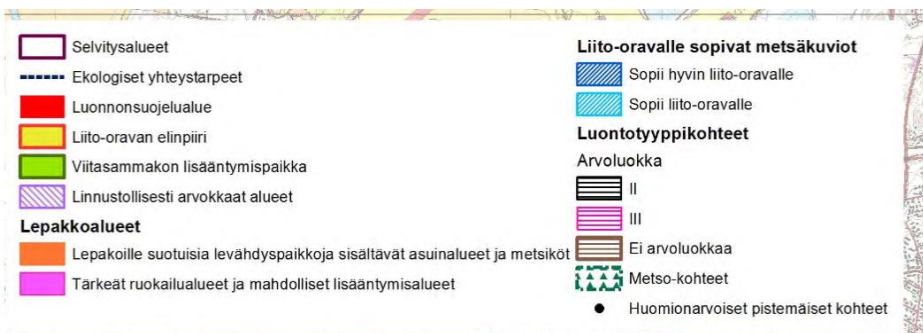 Selvitysalueet
Ekologiset yhteystarpeet
Luonnonsuojelualue
Liito-oravan elinpiiri
Viitasammakon lisääntymispaikka
Linnustollisesti arvokkaat alueet
Lepakkoalueet
Lepakoille suotuisia levähdyspaikkoja sisältävät asuinalueet ja metsiköt
Tärkeät ruokailualueet ja mahdolliset lisääntymisalueet
Liito-oravalle sopivat metsäkuviot
Sopii hyvin liito-oravalle
Sopii liito-oravalle
Luontotyyppikohteet
Arvoluokka
II
III
Ei arvoluokkaa
Metso-kohteet
Huomionarvoiset pistemäiset kohteet